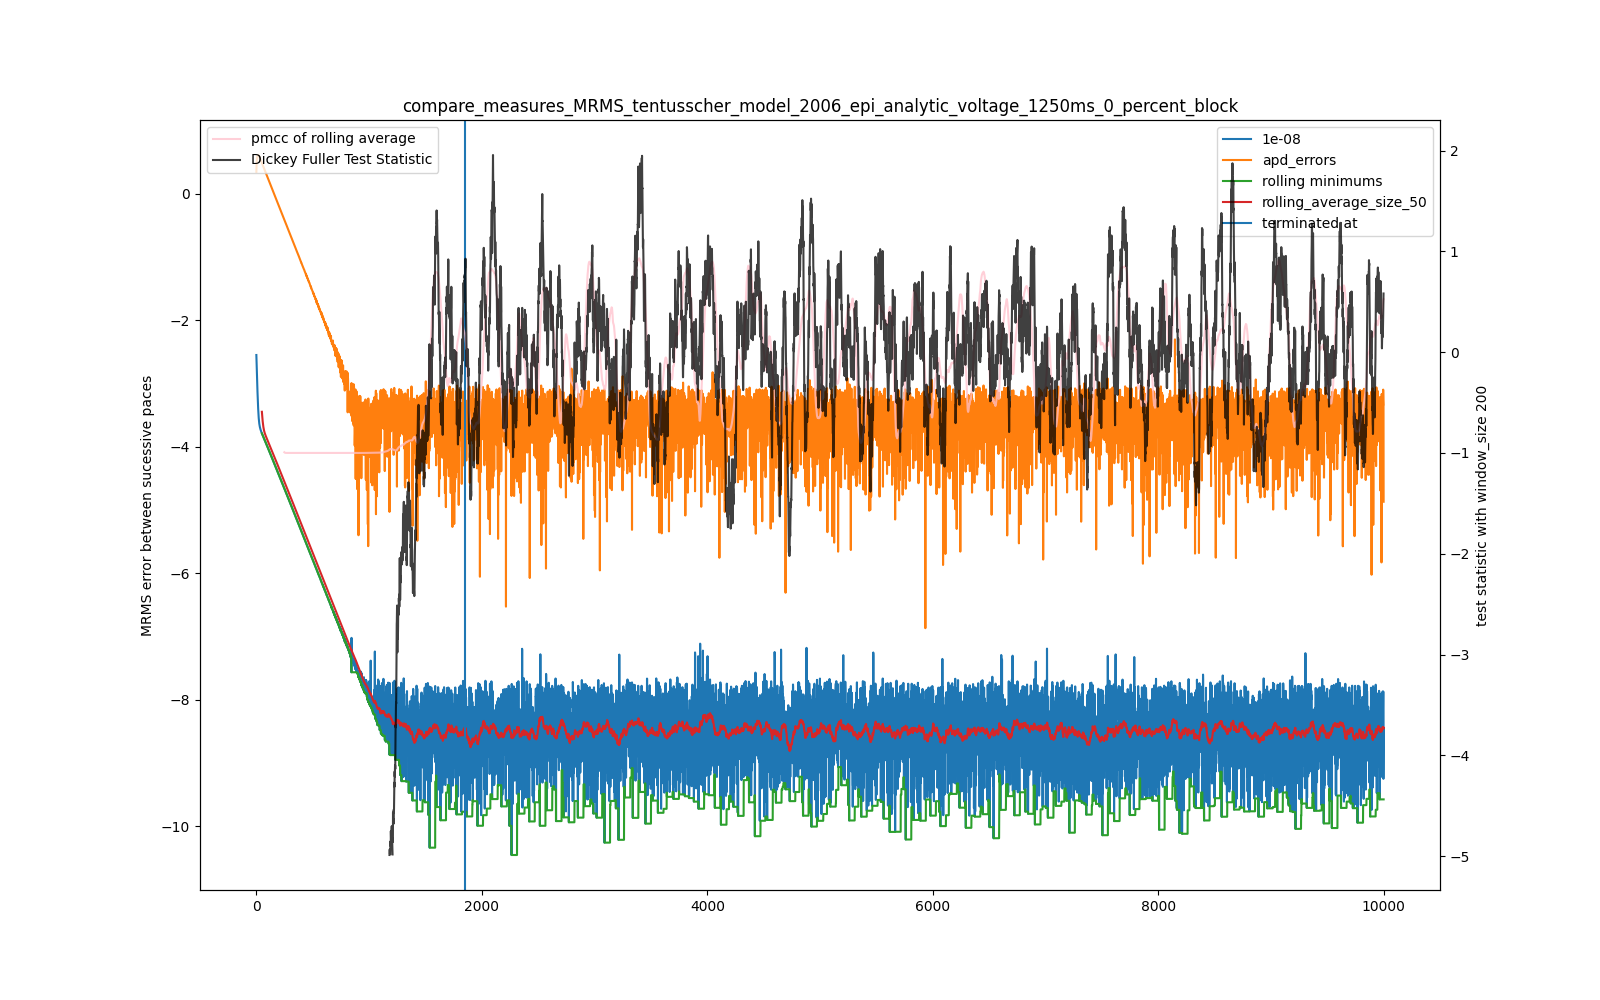 compare_measures_MRMS_tentusscher_model_2006_epi_analytic_voltage_1250ms_0_percent_block
pmcc of rolling average
Dickey Fuller Test Statistic
1e-08
apd_errors
rolling minimums
rolling_average_size_50
terminated at
MRMS error between sucessive paces
0
−2
−4
−6
−8
−10
2
1
0
−1
−2
−3
−4
−5
test statistic with window_size 200
0
2000
4000
6000
8000
10000